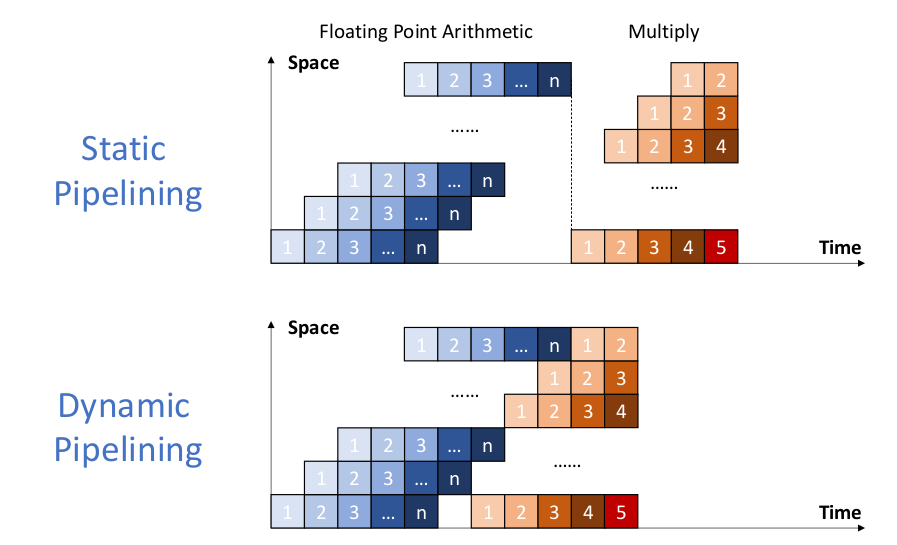 Floating Point Arithmetic
Multiply
Space
1 2 3 ... n
1 2
1 2 3
......
1 2 3 4
Static
Pipelining
1 2 3 ... n
......
1 2 3 ... n
1 2 3 ... n
1 2 3 4 5
Time
Space
1 2 3 ... n 1 2
1 2 3
......
1 2 3 4
Dynamic
Pipelining
1 2 3 ... n
......
1 2 3 ... n
1 2 3 ... n
1 2 3 4 5
Time